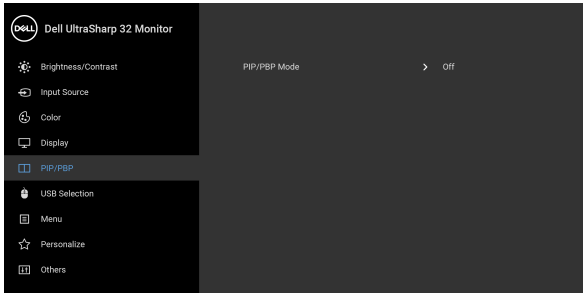 DELL
Dell UltraSharp 32 Monitor
Brightness/Contrast
PIP/PBP Mode
Off
Input Source
Color
Display
PIP/PBP
USB Selection
Menu
Personalize
Others